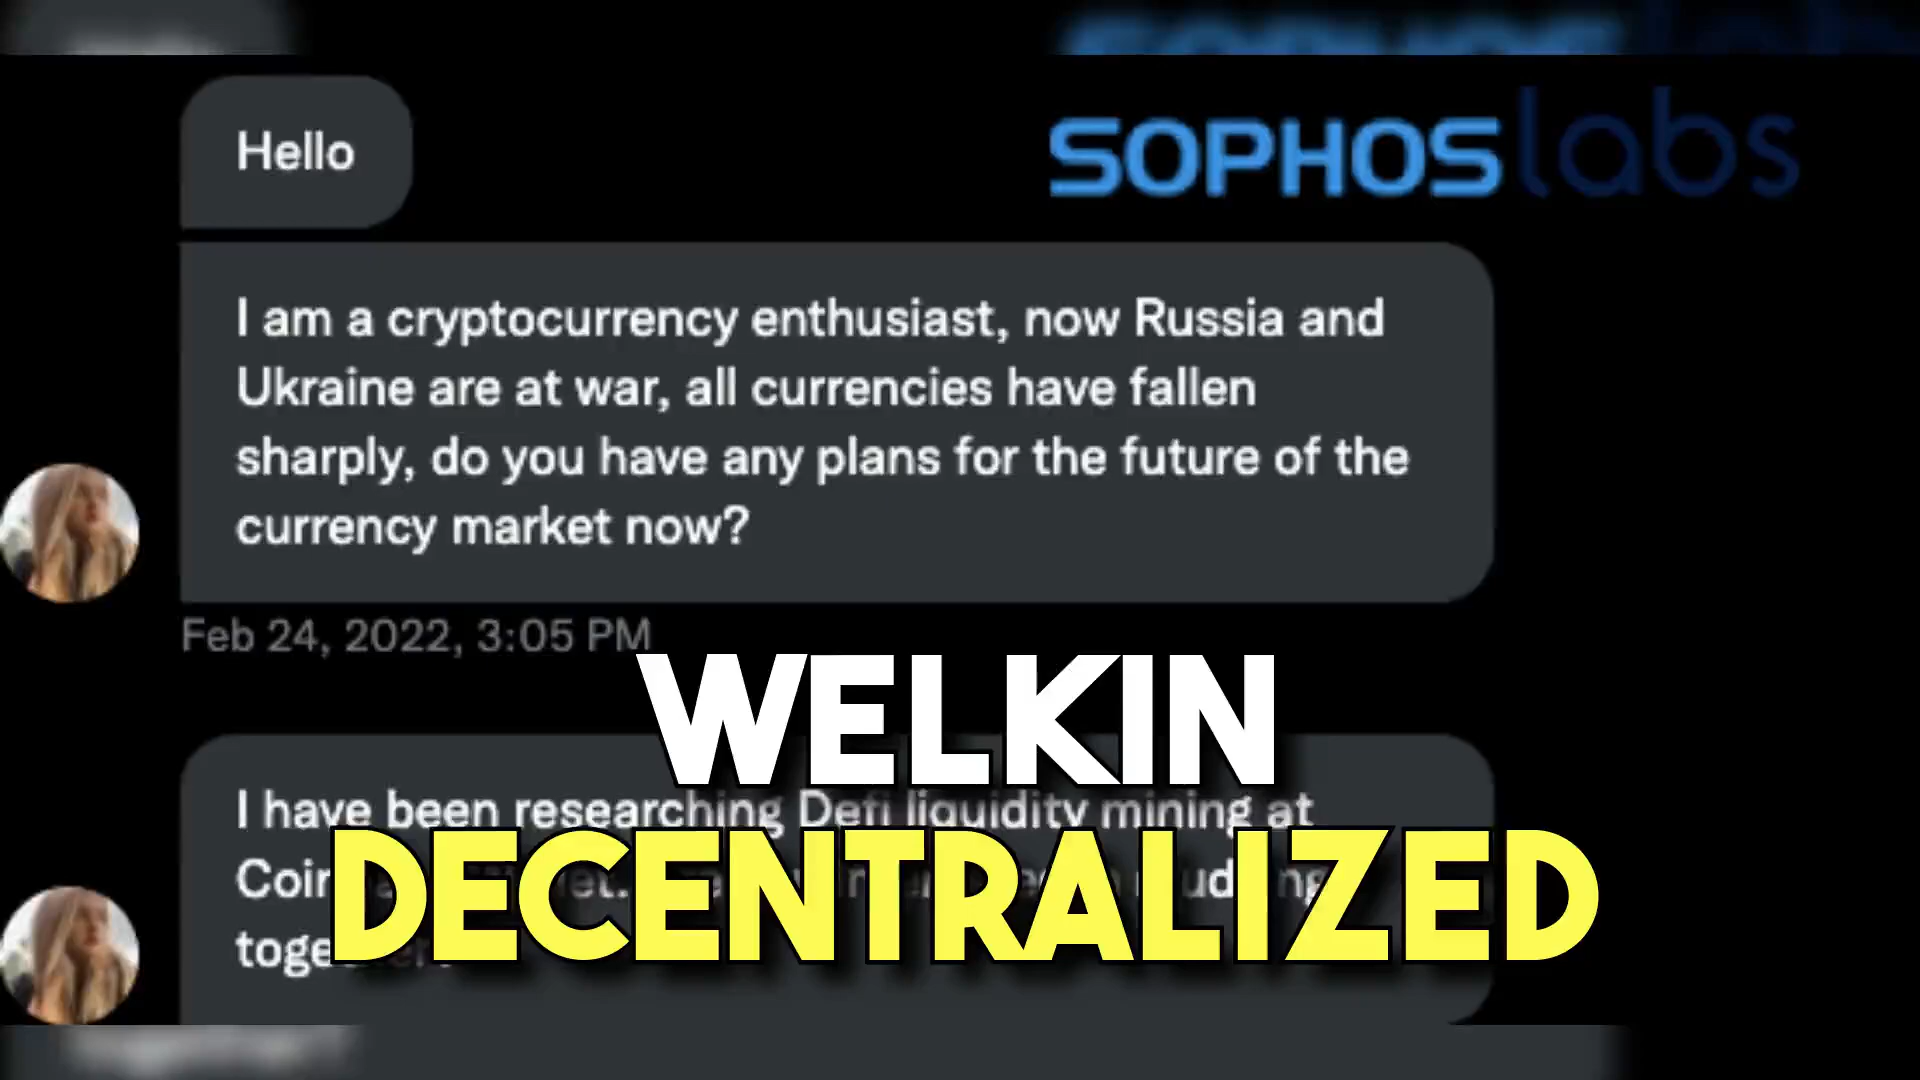 SOPHOSlabs
Hello
I am a cryptocurrency enthusiast, now Russia and
Ukraine are at war, all currencies have fallen
sharply, do you have any plans for the future of the
currency market now?
Feb 24, 2022, 3:05 PM
WELKIN
I have been researching Defi liquidity mining at
DECENTRALIZED